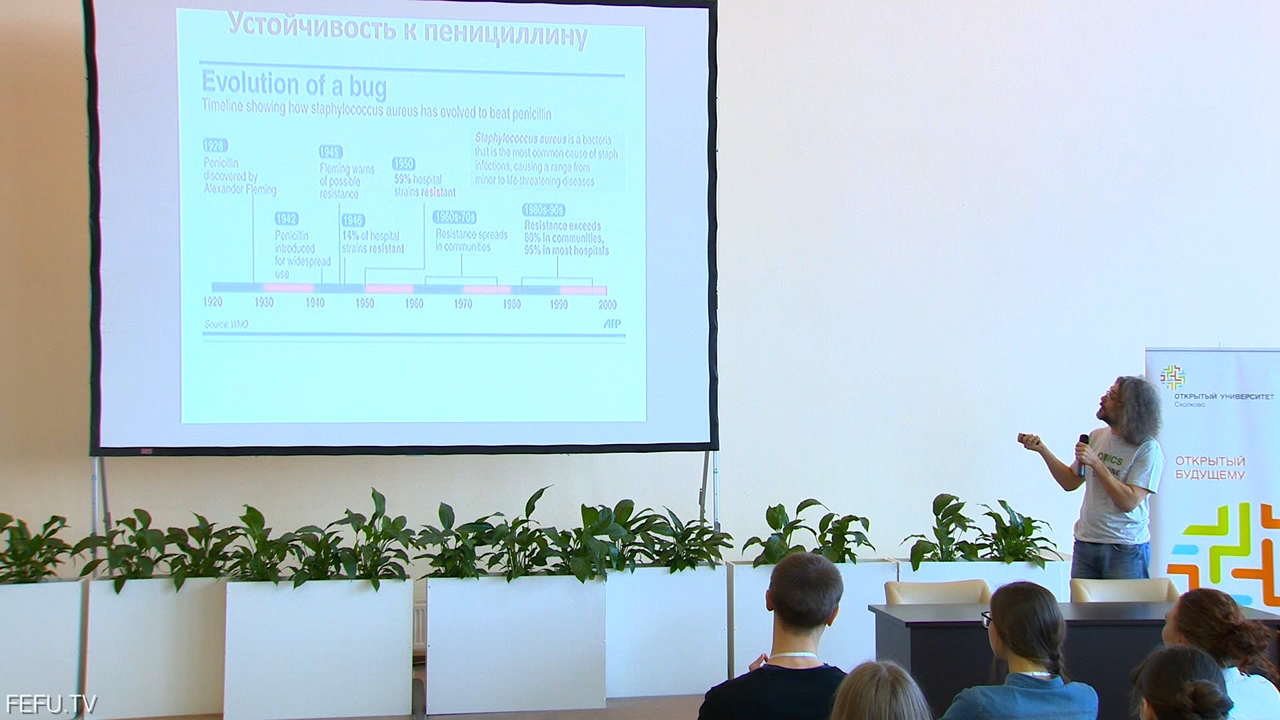 Устойчивость к пенициллину
Evolution of a bug
Timeline showing how staphylococcus aureus has evolved to beat penicillin
Staphylococcus aureus is a bacteria
that is the most common cause of staph
infections, causing a range from
minor to life-threatening diseases
1928
Penicillin
discovered by
Alexander Fleming
1945
Fleming warns
of possible
resistance
1950
59% hospital
strains resistant
1942
Penicillin
introduced
for widespread
use
1946
14% of hospital
strains resistant
1960s-70s
Resistance spreads
in communities
1980s-90s
Resistance exceeds
80% in communities,
95% in most hospitals
1920 1930 1940 1950 1960 1970 1980 1990 2000
Source: WHO
AFP
ОТКРЫТЫЙ УНИВЕРСИТЕТ
Сколково
ОТКРЫТЫЙ
БУДУЩЕМУ
FEFU.TV